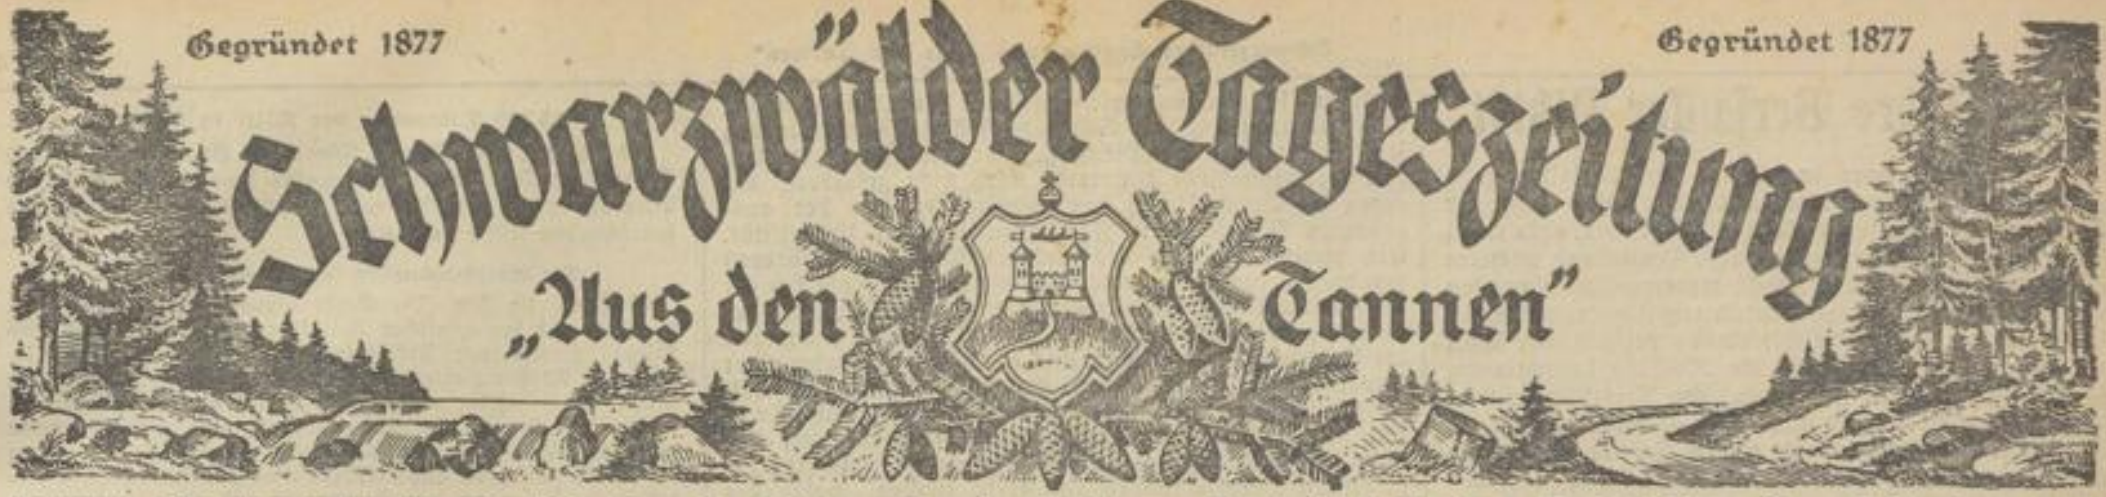 Gegründet 1877
Gegründet 1877
Schwarzwälder Tageszeitung
„Aus den Tannen"